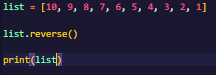 list = [10, 9, 8, 7, 6, 5, 4, 3, 2, 1]
list.reverse()
print(list)